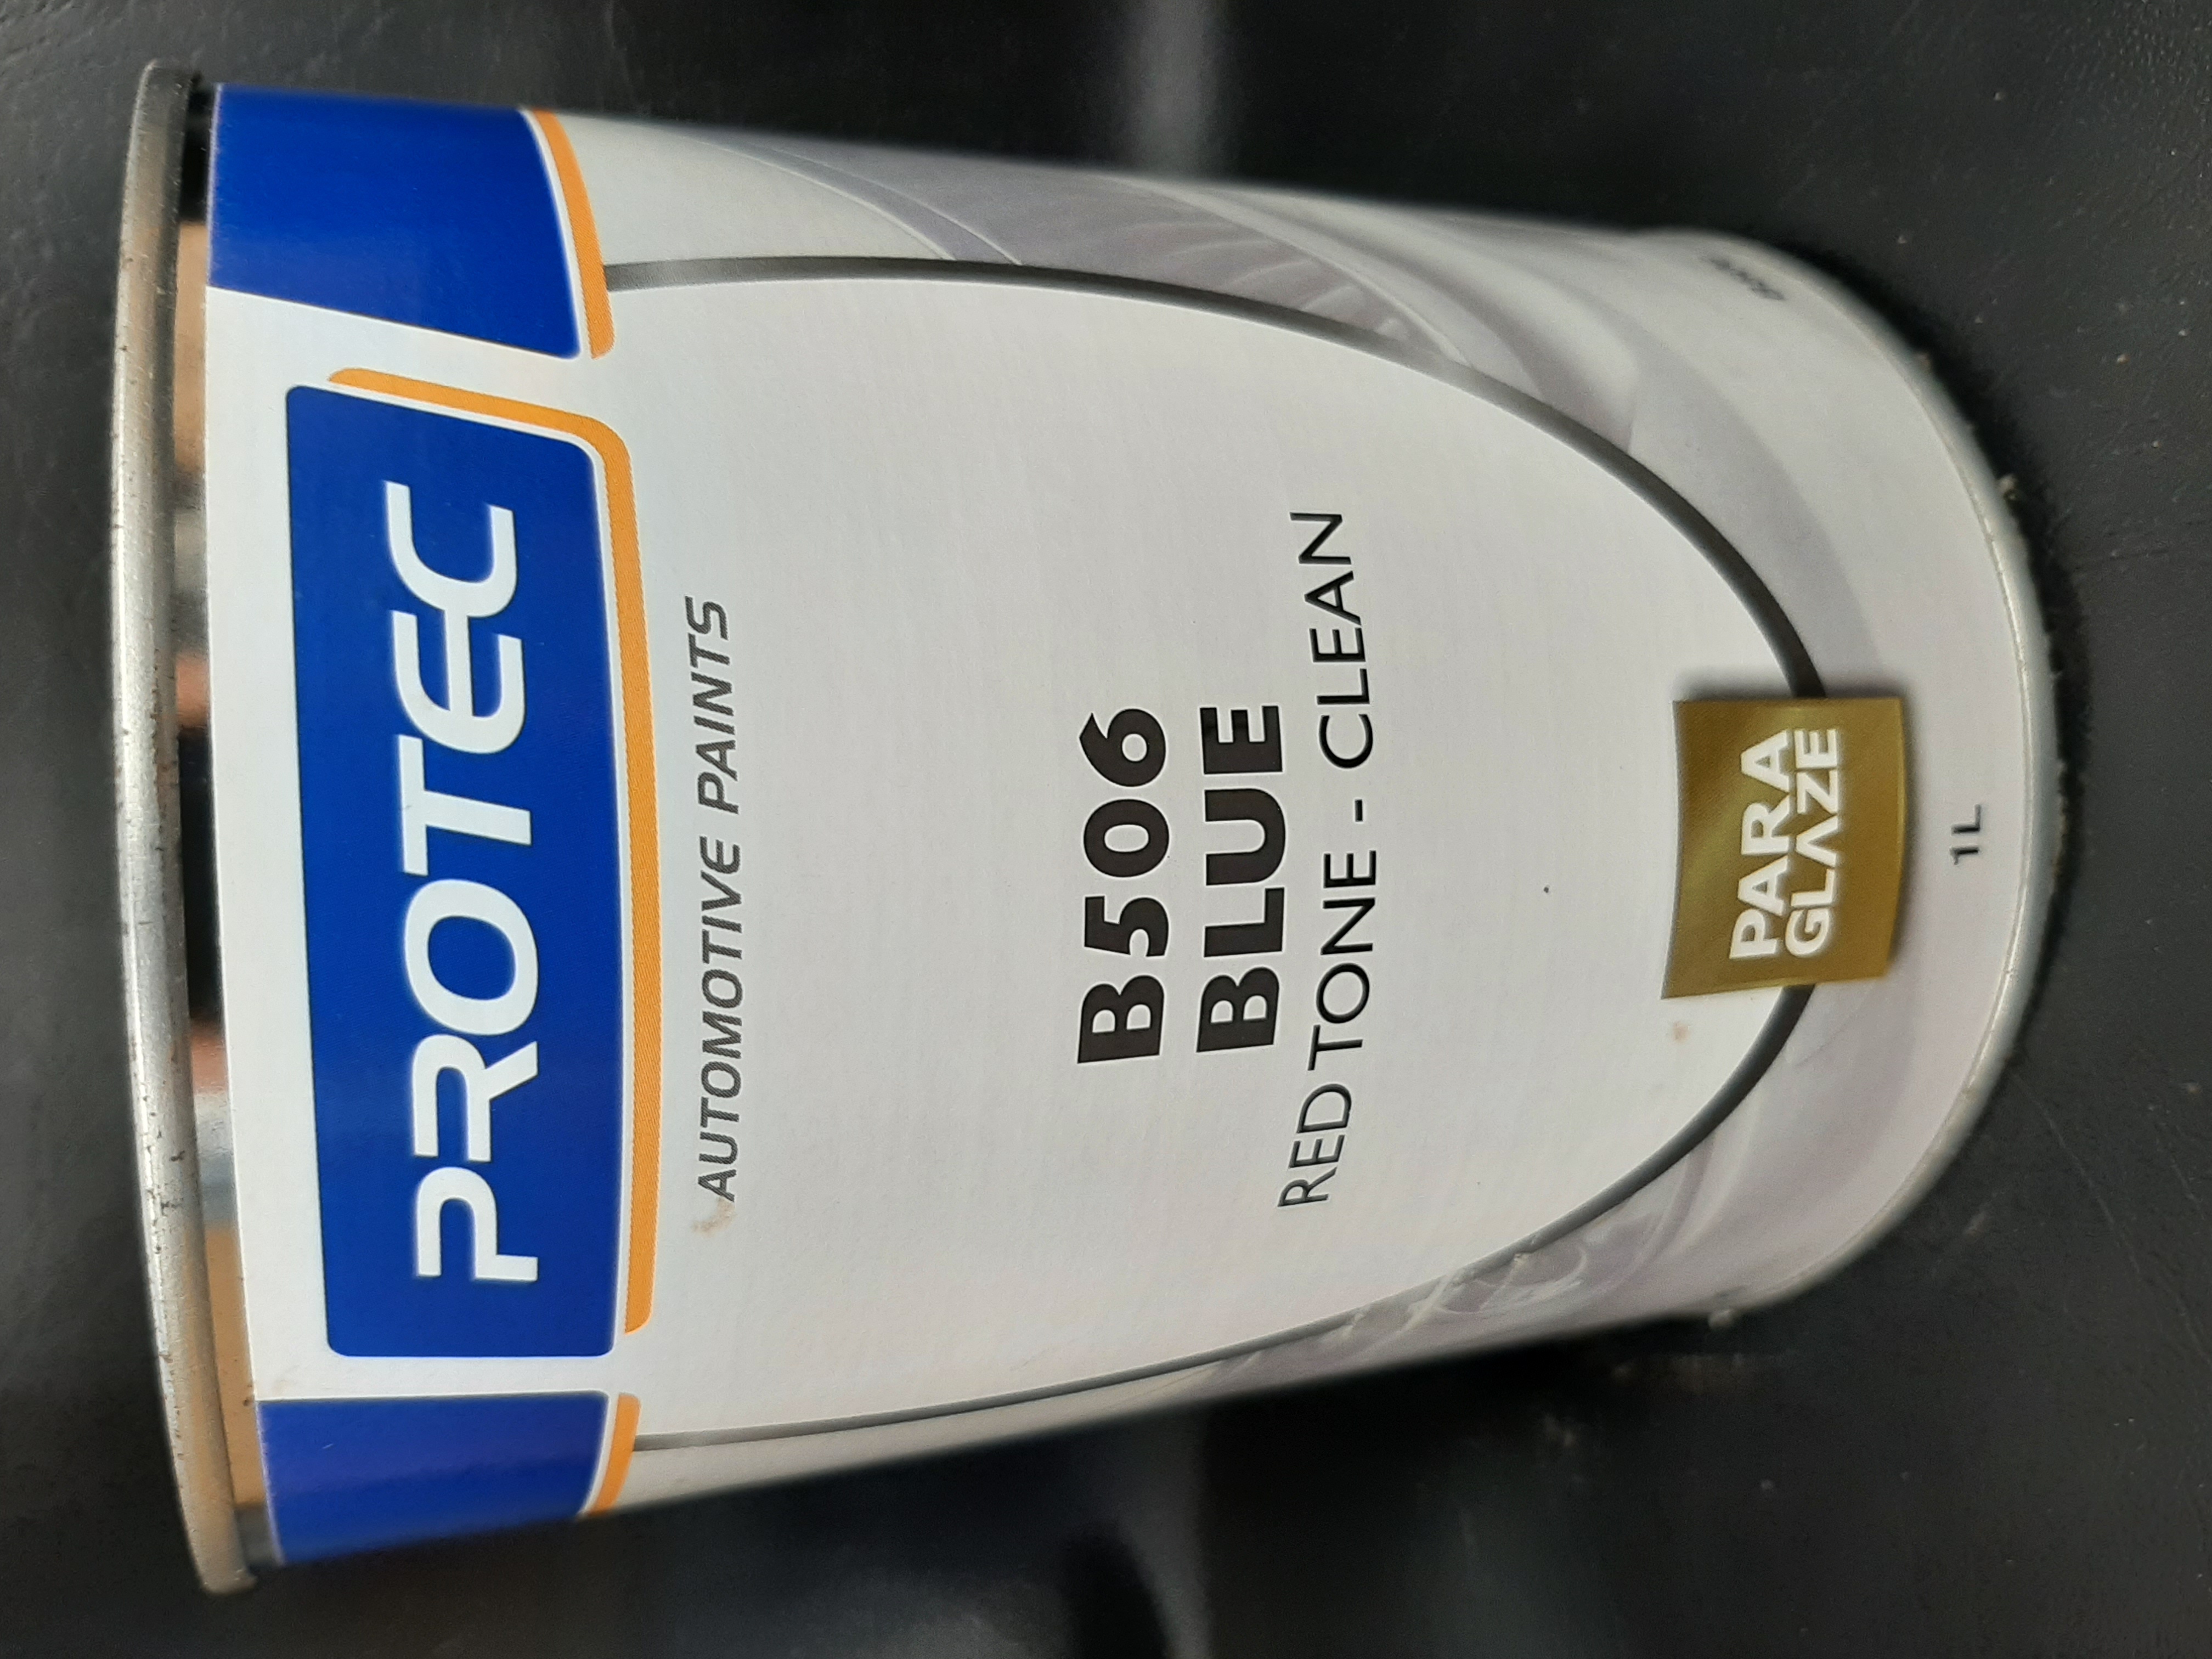 PROTEC
AUTOMOTIVE PAINTS
B506
BLUE
RED TONE - CLEAN
PARA
GLAZE
1L